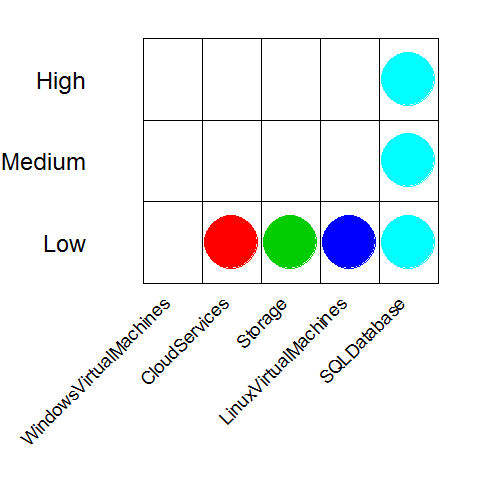 High
Medium
Low
WindowsVirtualMachines
CloudServices
Storage
LinuxVirtualMachines
SQLDatabase